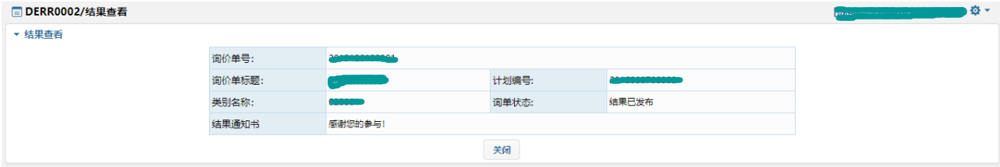 DERR0002/结果查看
结果查看
询价单号:
询价单标题:
计划编号:
类别名称:
询单状态: 结果已发布
结果通知书 感谢您的参与!
关闭